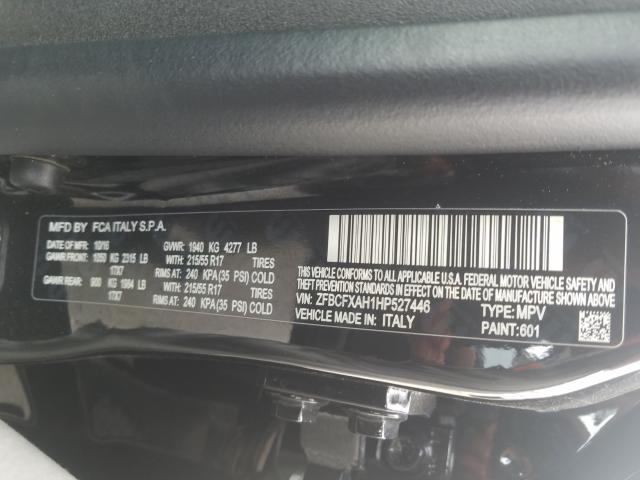 MFD BY FCA ITALY S.P.A.
DATE OF MFD: 10/16 GVWR: 1940 KG 4277 LB
GAWR FRONT: 1050 KG 2315 LB WITH: 215/55 R17 TIRES
17X7 RIMS AT: 240 KPA(35 PSI) COLD
GAWR REAR: 900 KG 1984 LB WITH: 215/55 R17 TIRES
17X7 RIMS AT: 240 KPA(35 PSI) COLD
THIS VEHICLE CONFORMS TO ALL APPLICABLE U.S.A. FEDERAL MOTOR VEHICLE SAFETY, BUMPER, AND
THEFT PREVENTION STANDARDS IN EFFECT ON THE DATE OF MANUFACTURE SHOWN ABOVE.
VIN: ZFBCFXAH1HP527446 TYPE: MPV
VEHICLE MADE IN: ITALY PAINT: 601